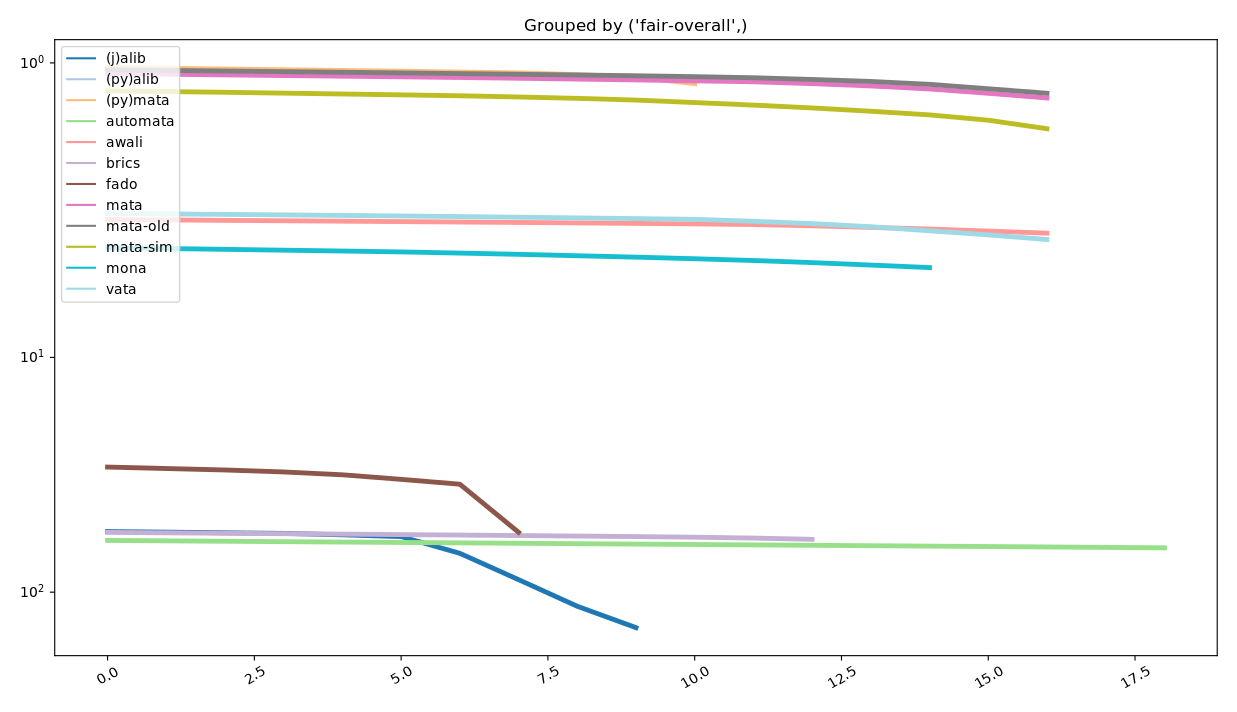 Grouped by ('fair-overall',)
10⁰
10¹
10²
(j)alib
(py)alib
(py)mata
automata
awali
brics
fado
mata
mata-old
mata-sim
mona
vata
0.0
2.5
5.0
7.5
10.0
12.5
15.0
17.5